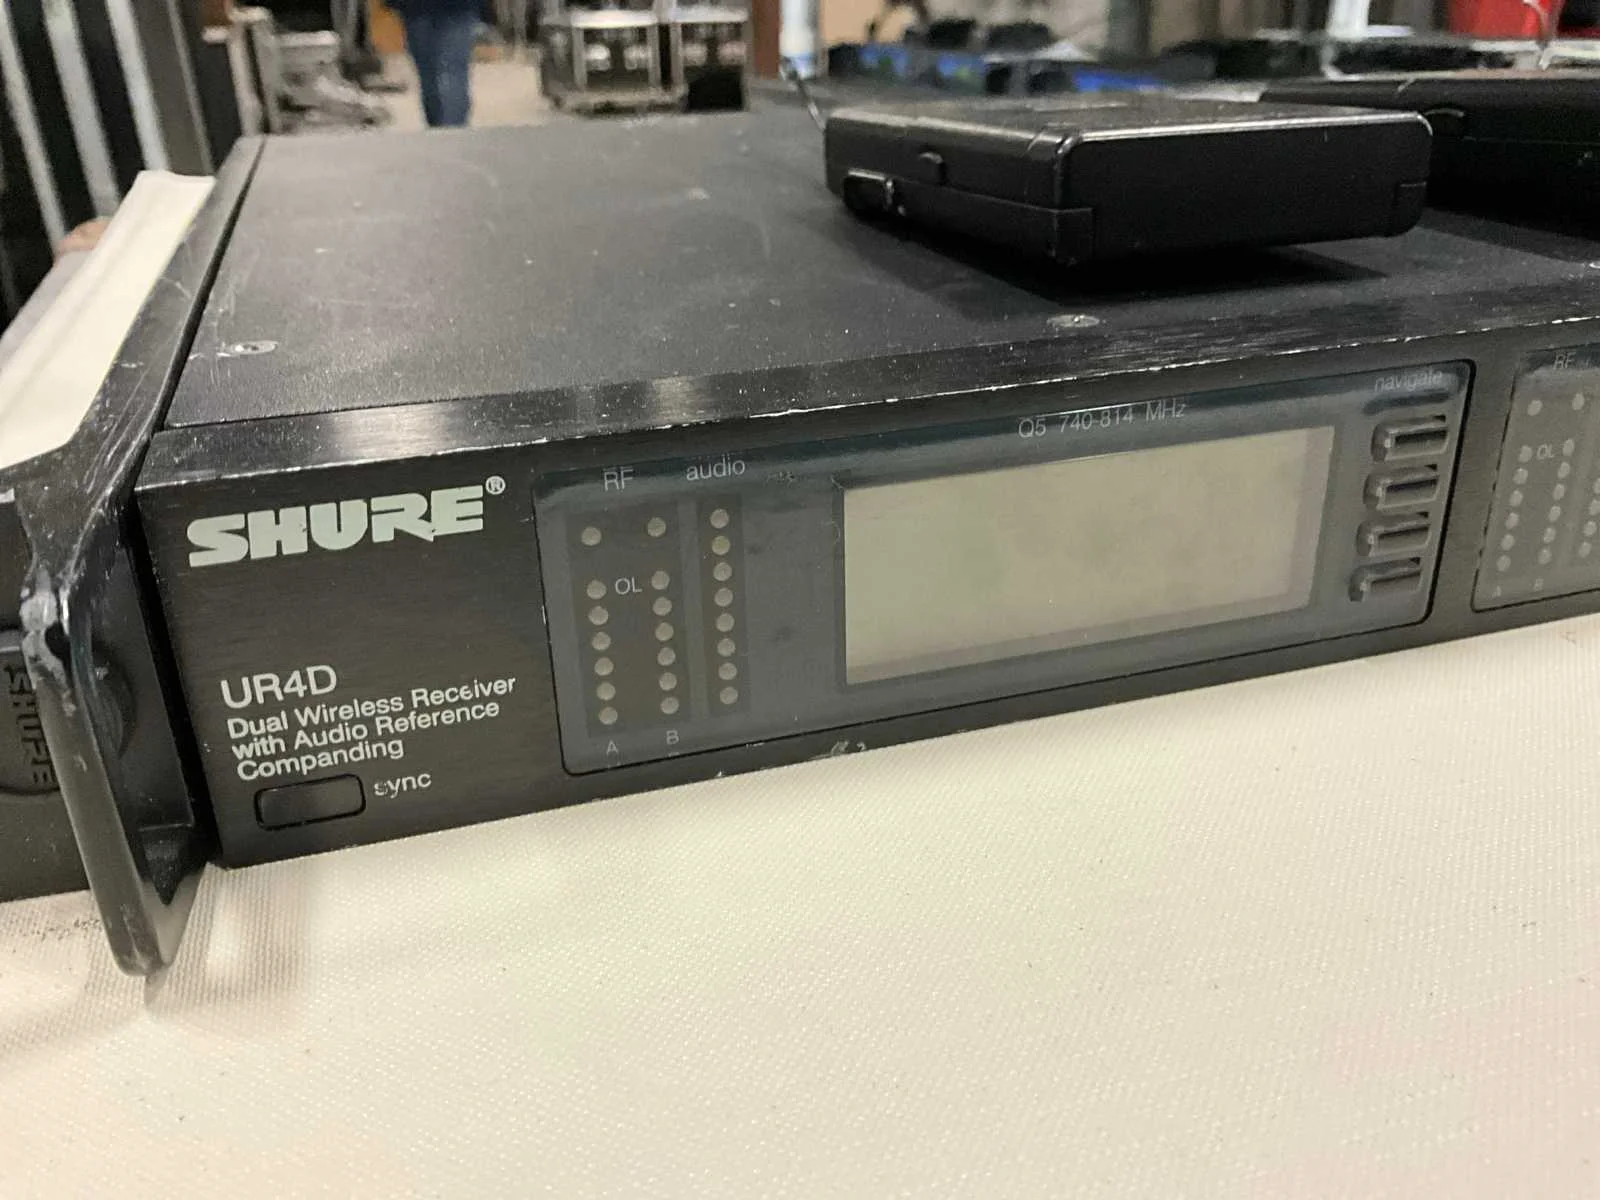 SHURE®
UR4D
Dual Wireless Receiver
with Audio Reference
Companding
sync
RF
audio
OL
A
B
Q5 740-814 MHz
navigate
RF
OL
A
B
SHURE